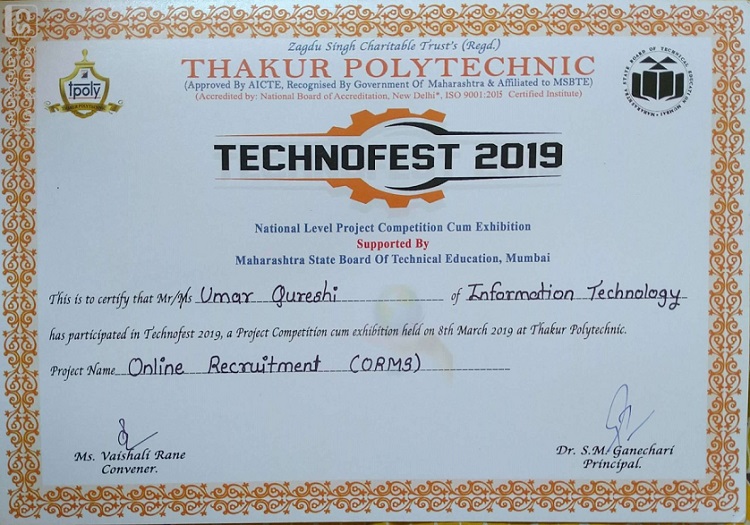 Zagdu Singh Charitable Trust's (Regd.)
THAKUR POLYTECHNIC
(Approved By AICTE, Recognised By Government Of Maharashtra & Affiliated to MSBTE)
(Accredited by: National Board of Accreditation, New Delhi*, ISO 9001:2015 Certified Institute)
tpoly
MAHARASHTRA STATE BOARD OF TECHNICAL EDUCATION, MUMBAI
TECHNOFEST 2019
National Level Project Competition Cum Exhibition
Supported By
Maharashtra State Board Of Technical Education, Mumbai
This is to certify that Mr/Ms Umar Qureshi of Information Technology
has participated in Technofest 2019, a Project Competition cum exhibition held on 8th March 2019 at Thakur Polytechnic.
Project Name Online Recruitment (ORMS)
Ms. Vaishali Rane
Convener.
Dr. S.M. Ganechari
Principal.